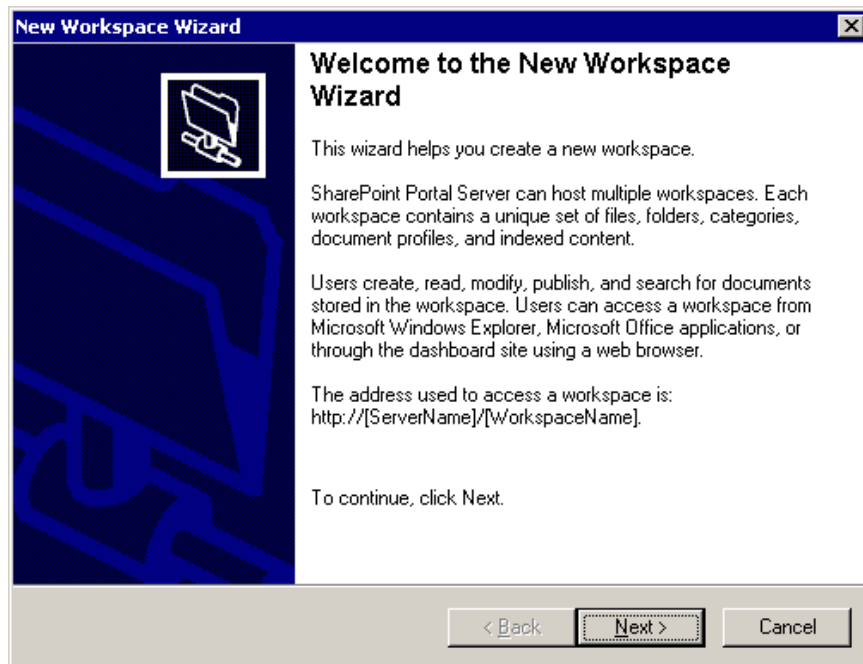 New Workspace Wizard
Welcome to the New Workspace
Wizard
This wizard helps you create a new workspace.
SharePoint Portal Server can host multiple workspaces. Each
workspace contains a unique set of files, folders, categories,
document profiles, and indexed content.
Users create, read, modify, publish, and search for documents
stored in the workspace. Users can access a workspace from
Microsoft Windows Explorer, Microsoft Office applications, or
through the dashboard site using a web browser.
The address used to access a workspace is:
http://[ServerName]/[WorkspaceName].
To continue, click Next.
< Back Next > Cancel